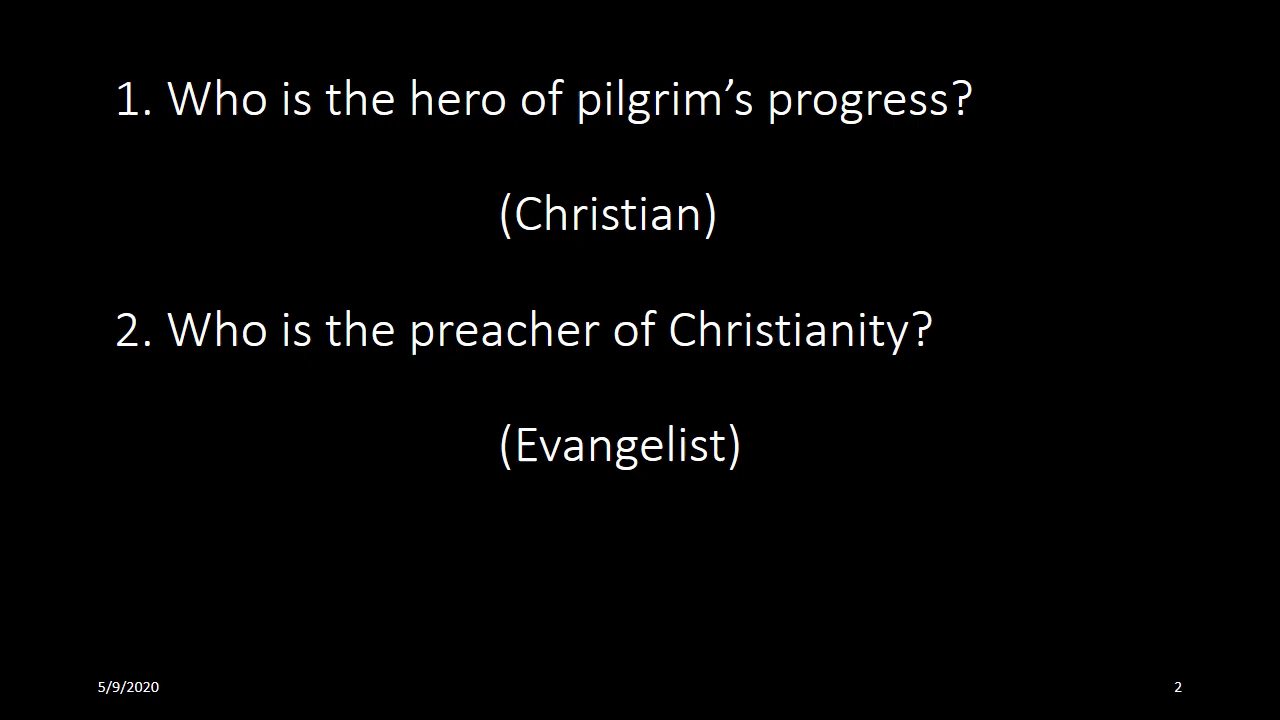 1. Who is the hero of pilgrim’s progress?
(Christian)
2. Who is the preacher of Christianity?
(Evangelist)
5/9/2020
2